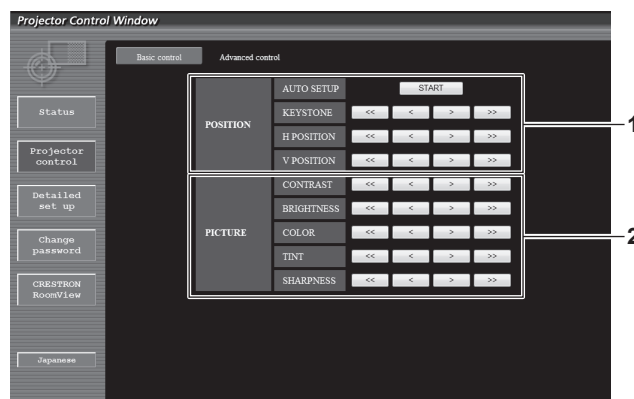 Projector Control Window
Basic control Advanced control
Status
Projector control
Detailed set up
Change password
CRESTRON RoomView
Japanese
POSITION
AUTO SETUP START
KEYSTONE << < > >>
H POSITION << < > >>
V POSITION << < > >>
1
PICTURE
CONTRAST << < > >>
BRIGHTNESS << < > >>
COLOR << < > >>
TINT << < > >>
SHARPNESS << < > >>
2